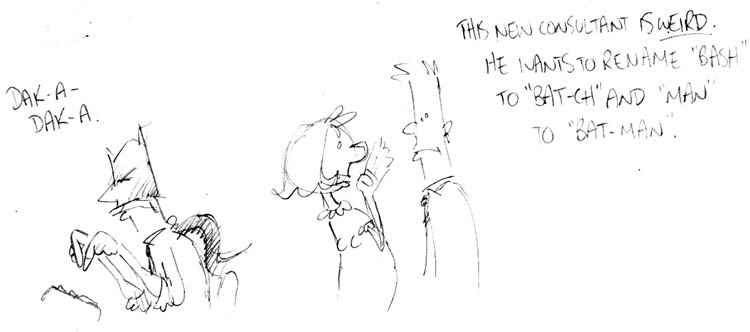 DAK-A-
DAK-A.
THIS NEW CONSULTANT IS WEIRD.
HE WANTS TO RENAME "BASH"
TO "BAT-CH" AND "MAN"
TO "BAT-MAN".